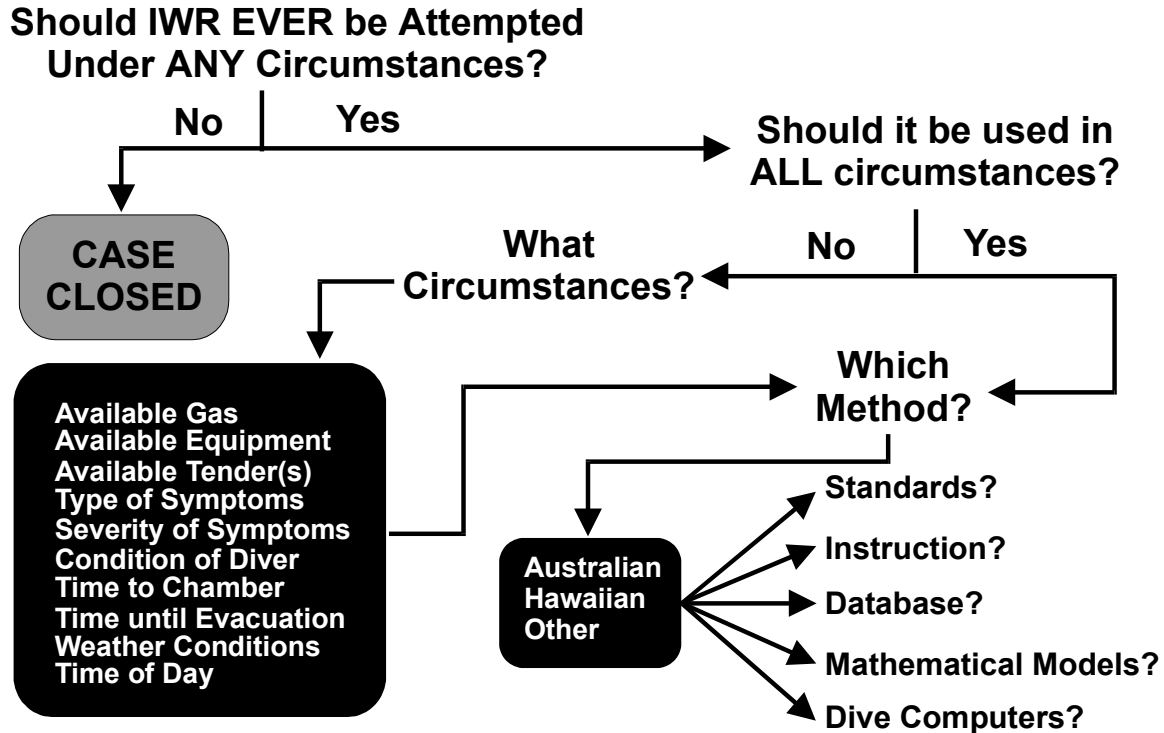 Should IWR EVER be Attempted
Under ANY Circumstances?
No
Yes
Should it be used in
ALL circumstances?
CASE
CLOSED
What
Circumstances?
No
Yes
Which
Method?
Available Gas
Available Equipment
Available Tender(s)
Type of Symptoms
Severity of Symptoms
Condition of Diver
Time to Chamber
Time until Evacuation
Weather Conditions
Time of Day
Australian
Hawaiian
Other
Standards?
Instruction?
Database?
Mathematical Models?
Dive Computers?